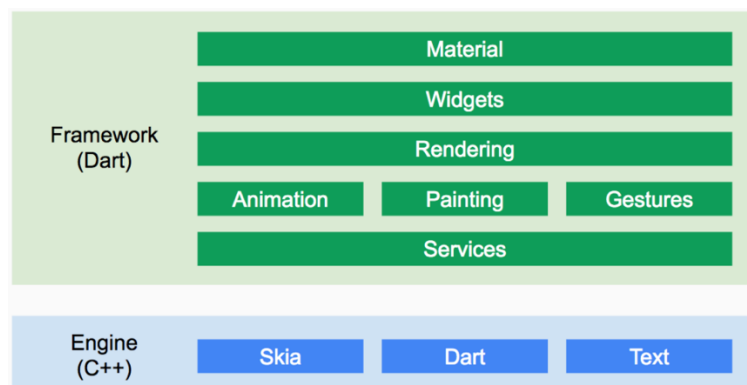 Material
Widgets
Framework
(Dart)
Rendering
Animation Painting Gestures
Services
Engine
(C++)
Skia Dart Text